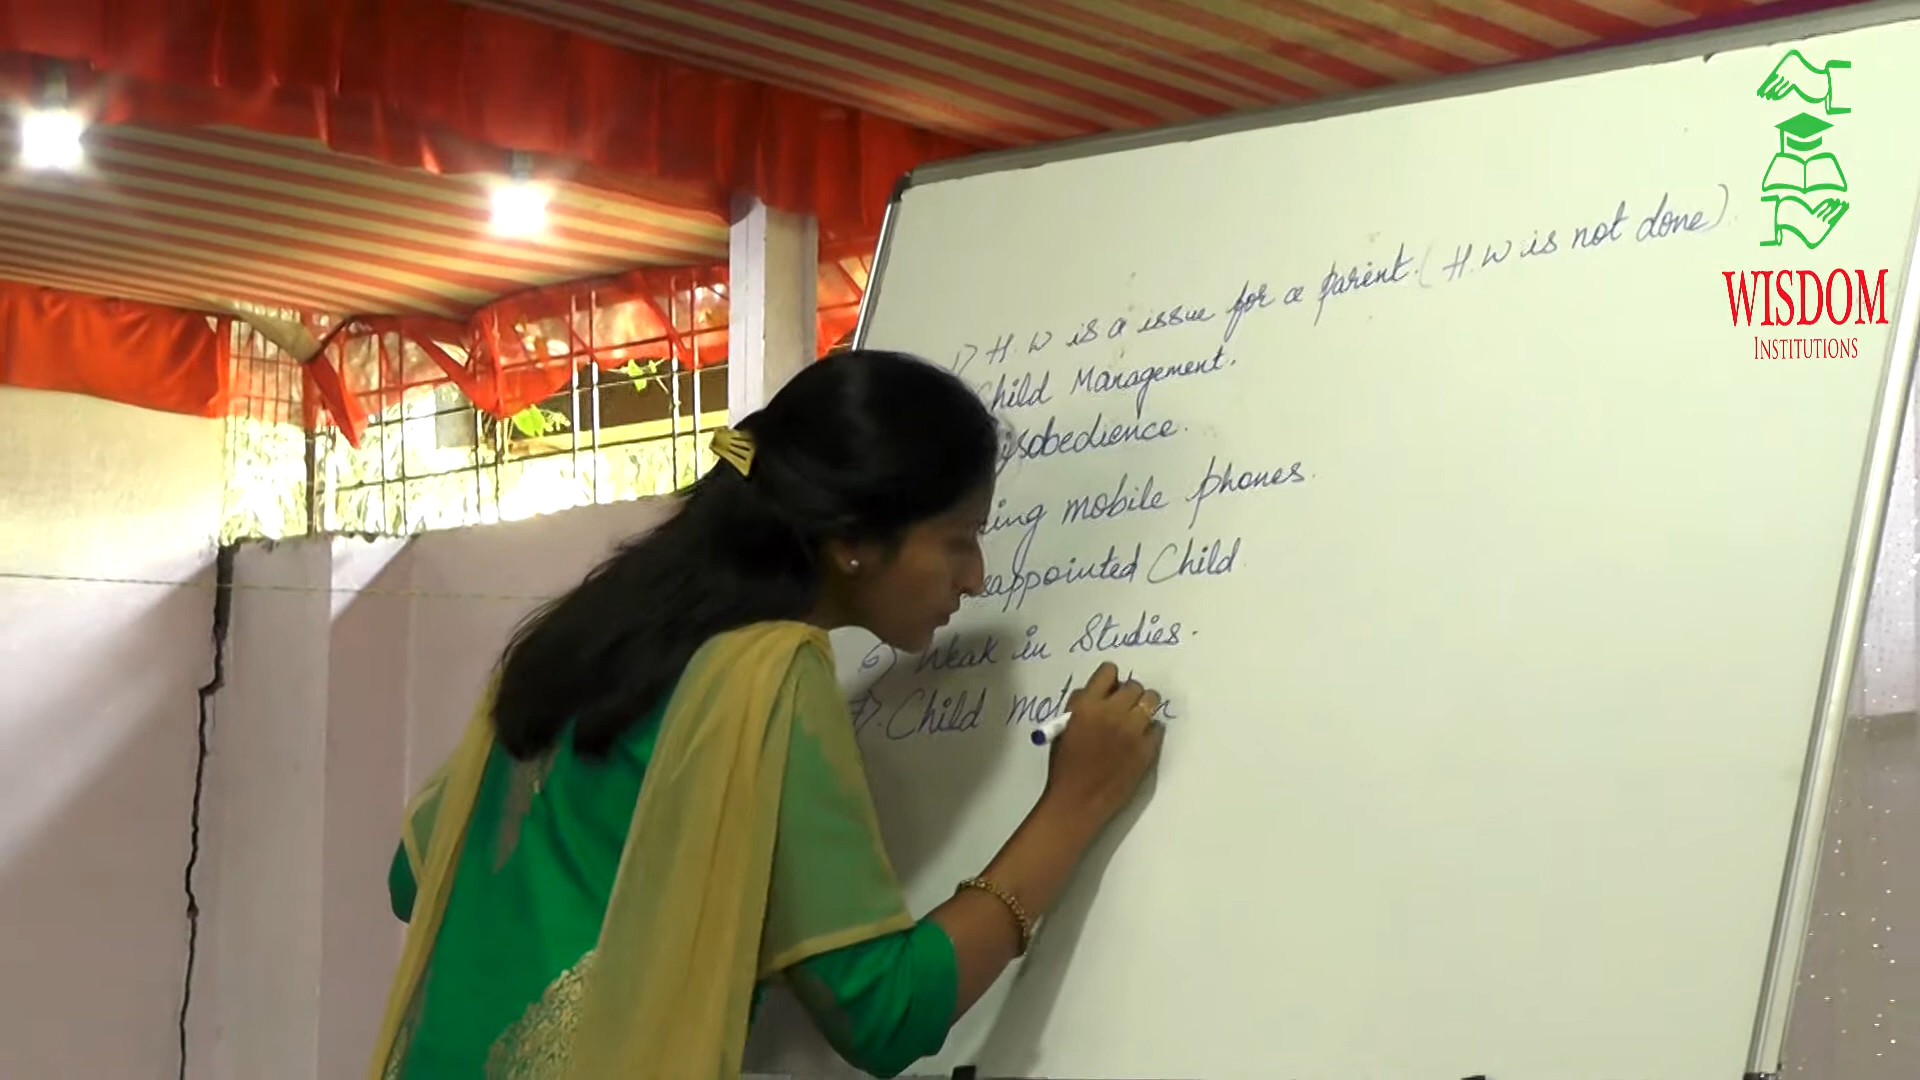 1) H.W is a issue for a parent. (H.W is not done)
Child Management.
mobile phones.
Child
6) Weak in Studies.
7). Child
WISDOM
INSTITUTIONS